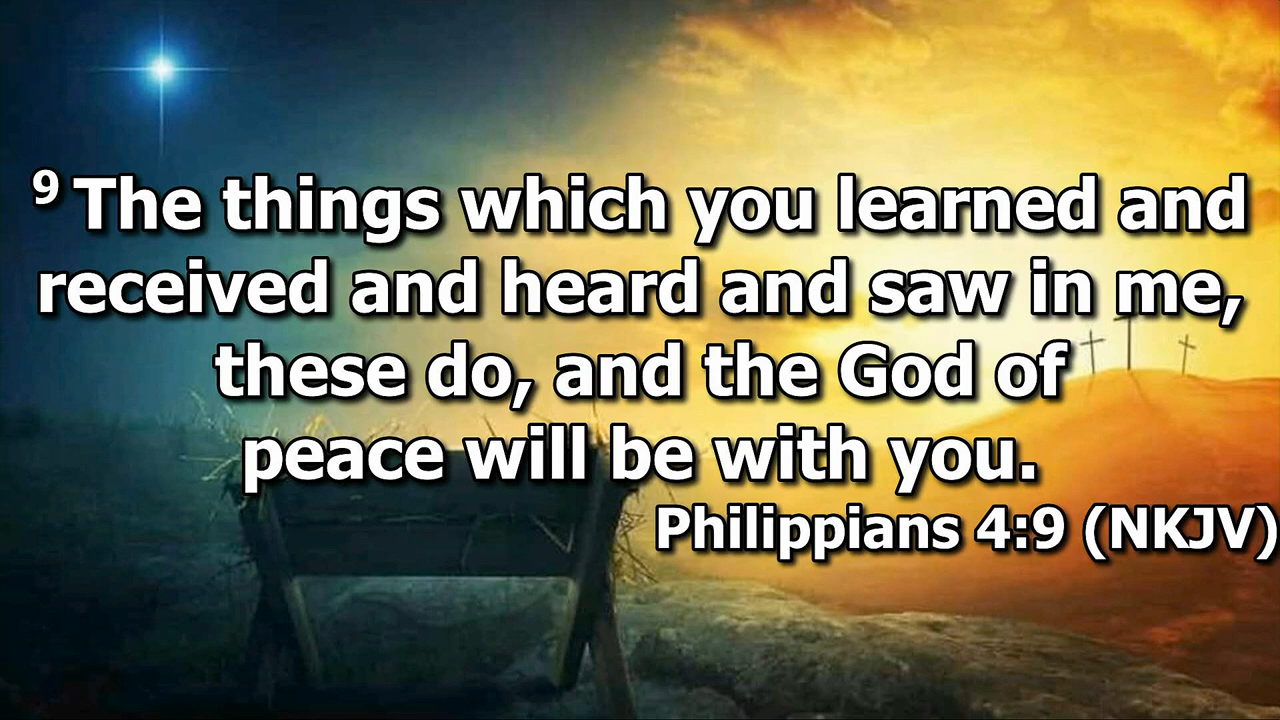 ⁹ The things which you learned and
received and heard and saw in me,
these do, and the God of
peace will be with you.
Philippians 4:9 (NKJV)